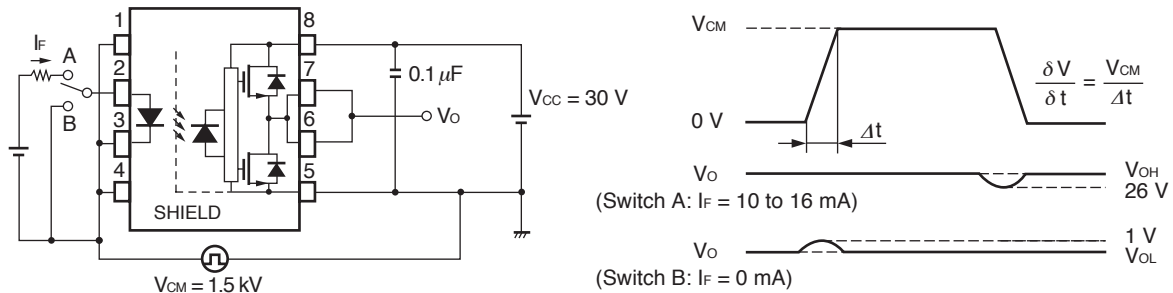 1
2
3
4
8
7
6
5
IF
A
B
SHIELD
0.1 μF
VO
VCC = 30 V
VCM = 1.5 kV
VCM
0 V
Δt
δV/δt = VCM/Δt
VO
(Switch A: IF = 10 to 16 mA)
VOH
26 V
VO
(Switch B: IF = 0 mA)
1 V
VOL